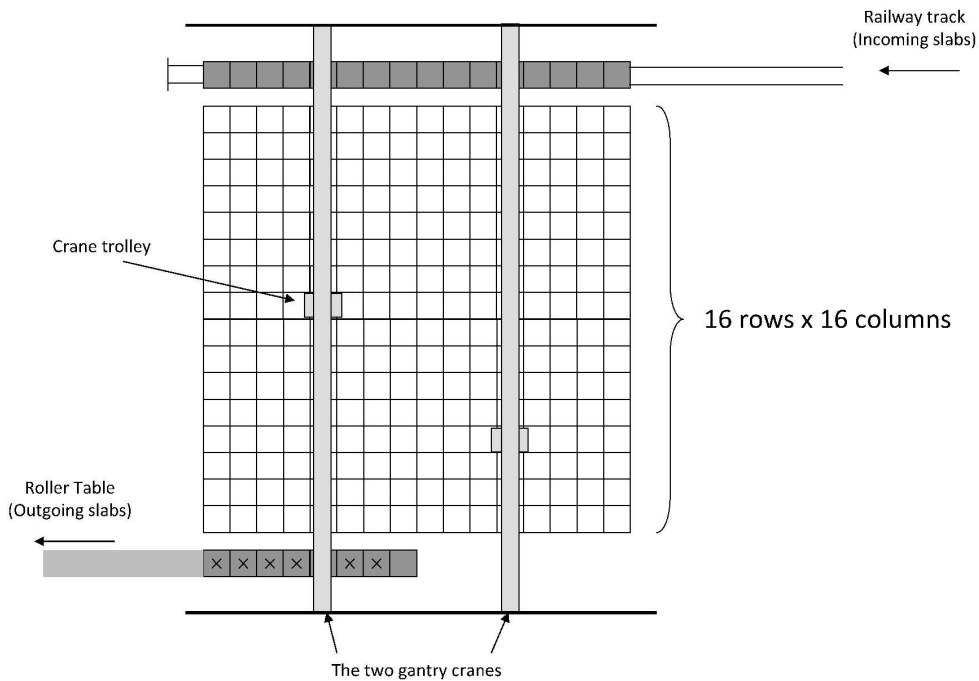 Railway track
(Incoming slabs)
Crane trolley
16 rows x 16 columns
Roller Table
(Outgoing slabs)
× × × × × ×
The two gantry cranes